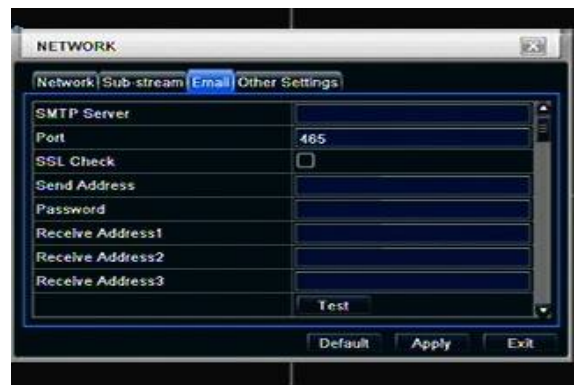 NETWORK
Network Sub-stream Email Other Settings
SMTP Server
Port 465
SSL Check
Send Address
Password
Receive Address1
Receive Address2
Receive Address3
Test
Default Apply Exit